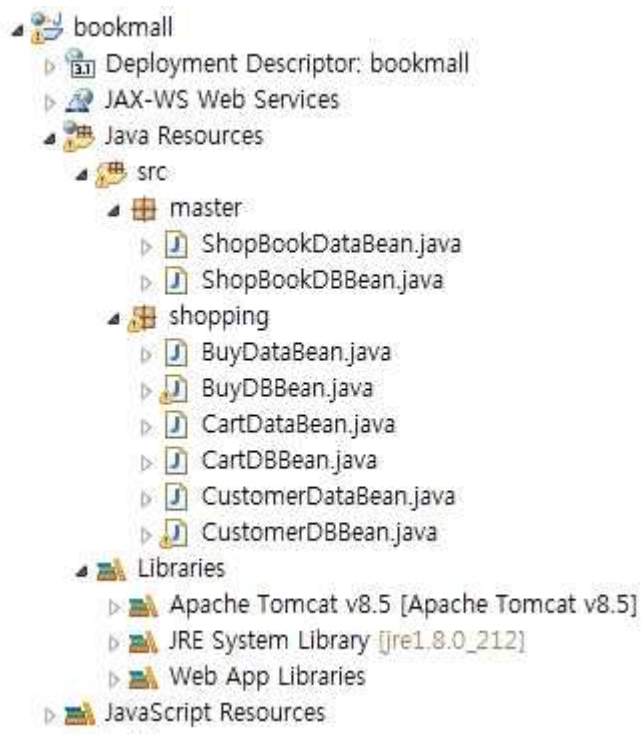 bookmall
3.1 Deployment Descriptor: bookmall
JAX-WS Web Services
Java Resources
src
master
J ShopBookDataBean.java
J ShopBookDBBean.java
shopping
J BuyDataBean.java
J BuyDBBean.java
J CartDataBean.java
J CartDBBean.java
J CustomerDataBean.java
J CustomerDBBean.java
Libraries
Apache Tomcat v8.5 [Apache Tomcat v8.5]
JRE System Library [jre1.8.0_212]
Web App Libraries
JavaScript Resources